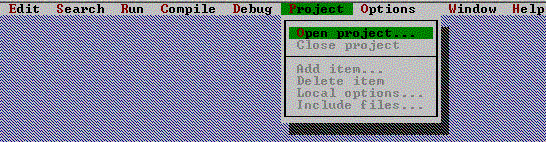 Edit Search Run Compile Debug Project Options Window Help
Open project...
Close project
Add item...
Delete item
Local options...
Include files...